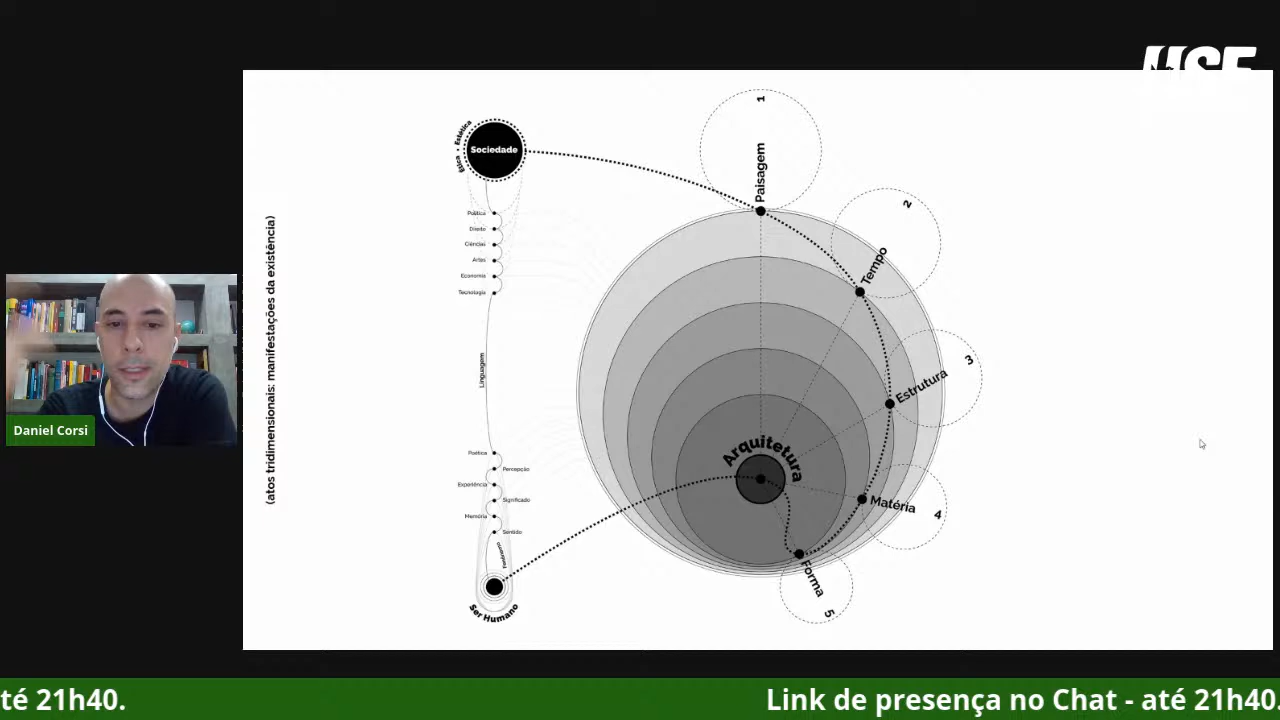 USF
(atos tridimensionais: manifestações da existência)
Ética • Estética
Sociedade
Política
Direito
Ciências
Artes
Economia
Tecnologia
Linguagem
Poética
Percepção
Experiência
Significado
Memória
Sentido
Ser Humano
1
Paisagem
2
Tempo
3
Estrutura
4
Matéria
5
Forma
Arquitetura
Daniel Corsi
té 21h40.
Link de presença no Chat - até 21h40.